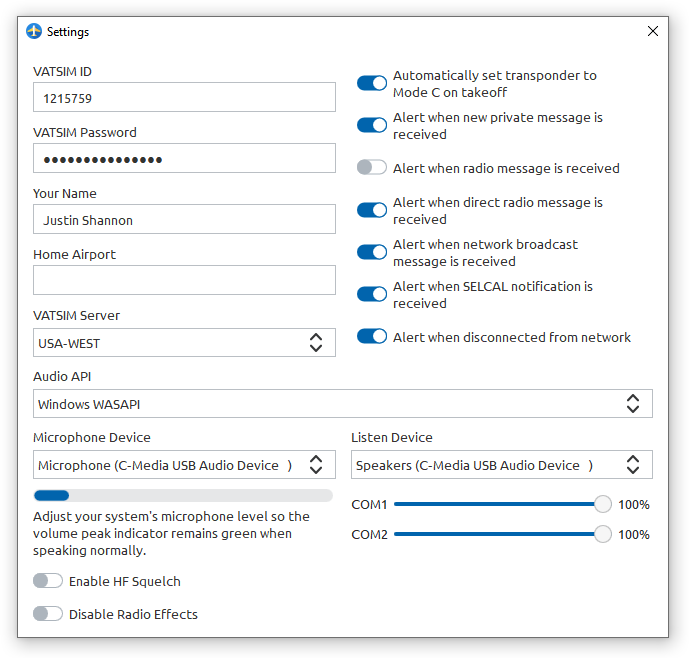 Settings
VATSIM ID
1215759
VATSIM Password
●●●●●●●●●●●●●●●
Your Name
Justin Shannon
Home Airport
VATSIM Server
USA-WEST
Automatically set transponder to
Mode C on takeoff
Alert when new private message is
received
Alert when radio message is received
Alert when direct radio message is
received
Alert when network broadcast
message is received
Alert when SELCAL notification is
received
Alert when disconnected from network
Audio API
Windows WASAPI
Microphone Device
Microphone (C-Media USB Audio Device   )
Adjust your system's microphone level so the
volume peak indicator remains green when
speaking normally.
Enable HF Squelch
Disable Radio Effects
Listen Device
Speakers (C-Media USB Audio Device   )
COM1 100%
COM2 100%